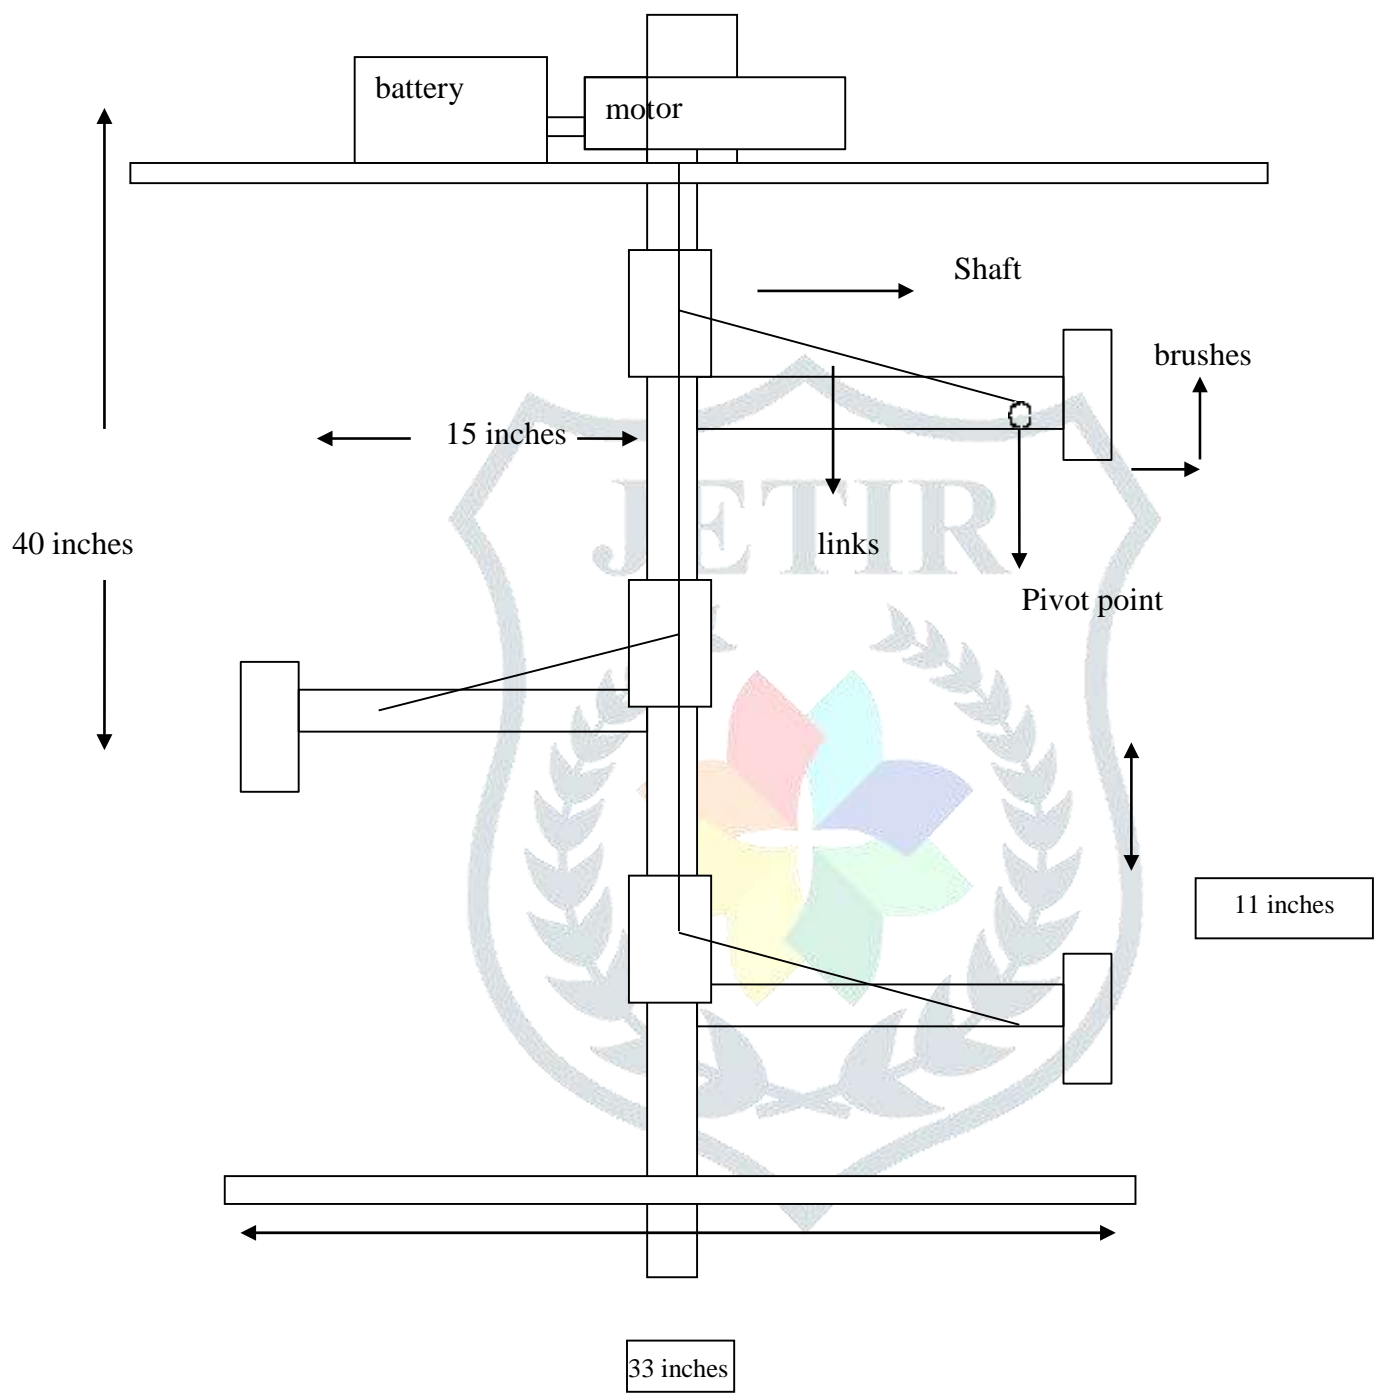 battery
motor
Shaft
brushes
15 inches
40 inches
links
Pivot point
JETIR
11 inches
33 inches